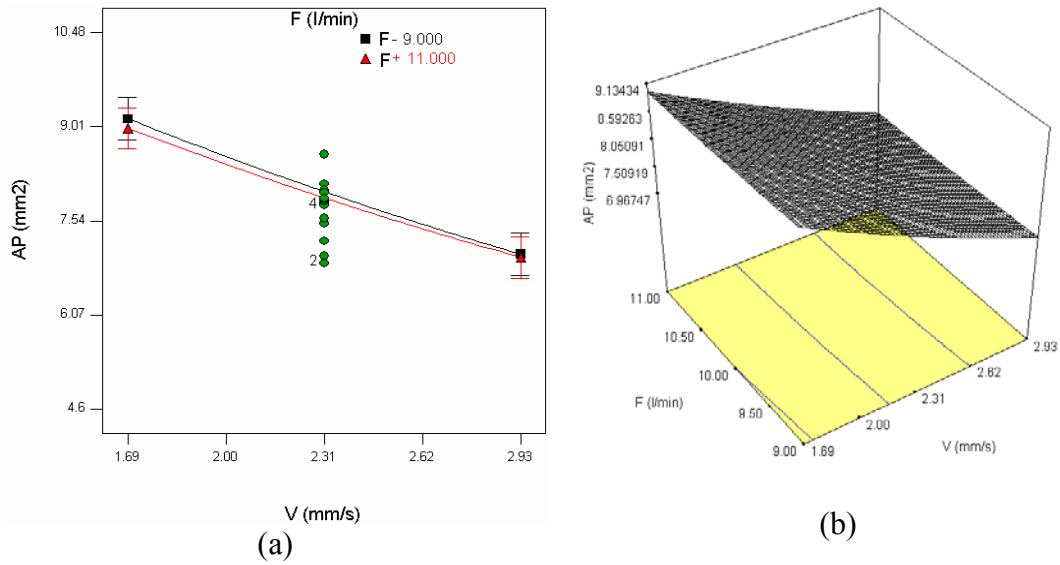 F (l/min)
F- 9.000
F+ 11.000
10.48
9.01
7.54
6.07
4.6
AP (mm2)
4
2
1.69
2.00
2.31
2.62
2.93
V (mm/s)
(a)
9.13434
8.59263
8.05091
7.50919
6.96747
AP (mm2)
11.00
10.50
10.00
9.50
9.00
F (l/min)
1.69
2.00
2.31
2.62
2.93
V (mm/s)
(b)